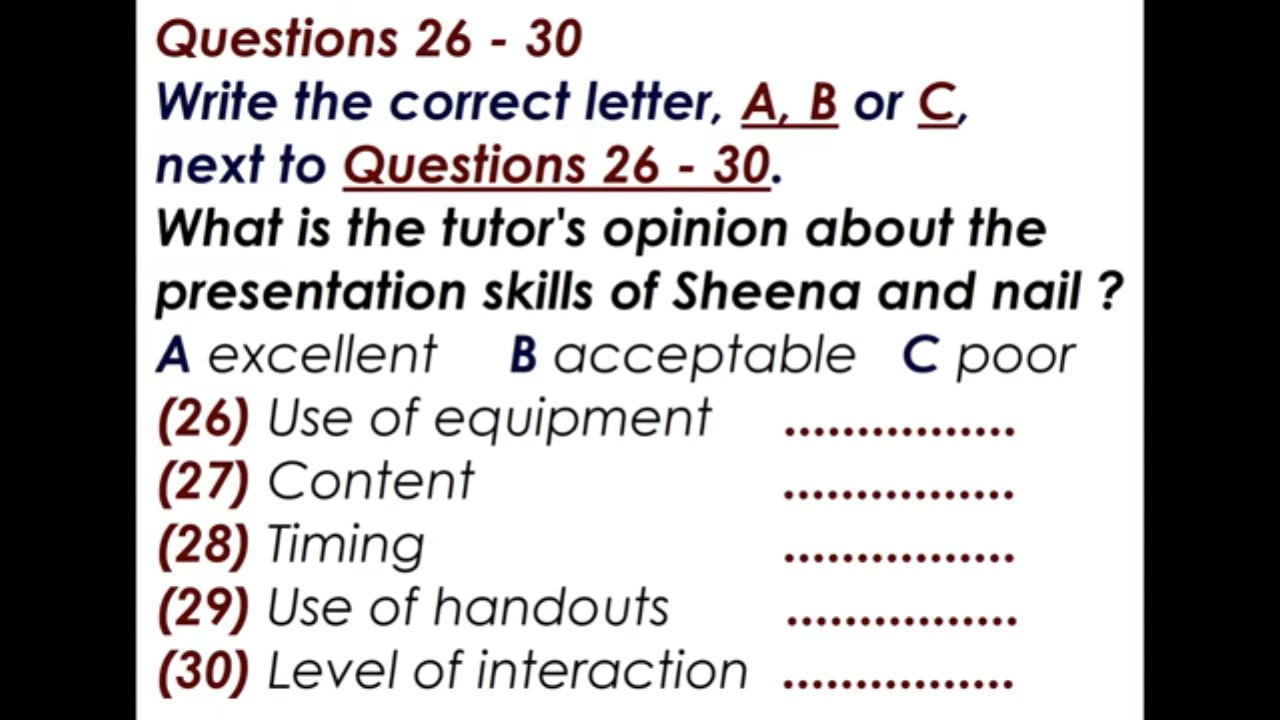 Questions 26 - 30
Write the correct letter, A, B or C,
next to Questions 26 - 30.
What is the tutor's opinion about the
presentation skills of Sheena and nail ?
A excellent B acceptable C poor
(26) Use of equipment ................
(27) Content ................
(28) Timing ................
(29) Use of handouts ................
(30) Level of interaction ................